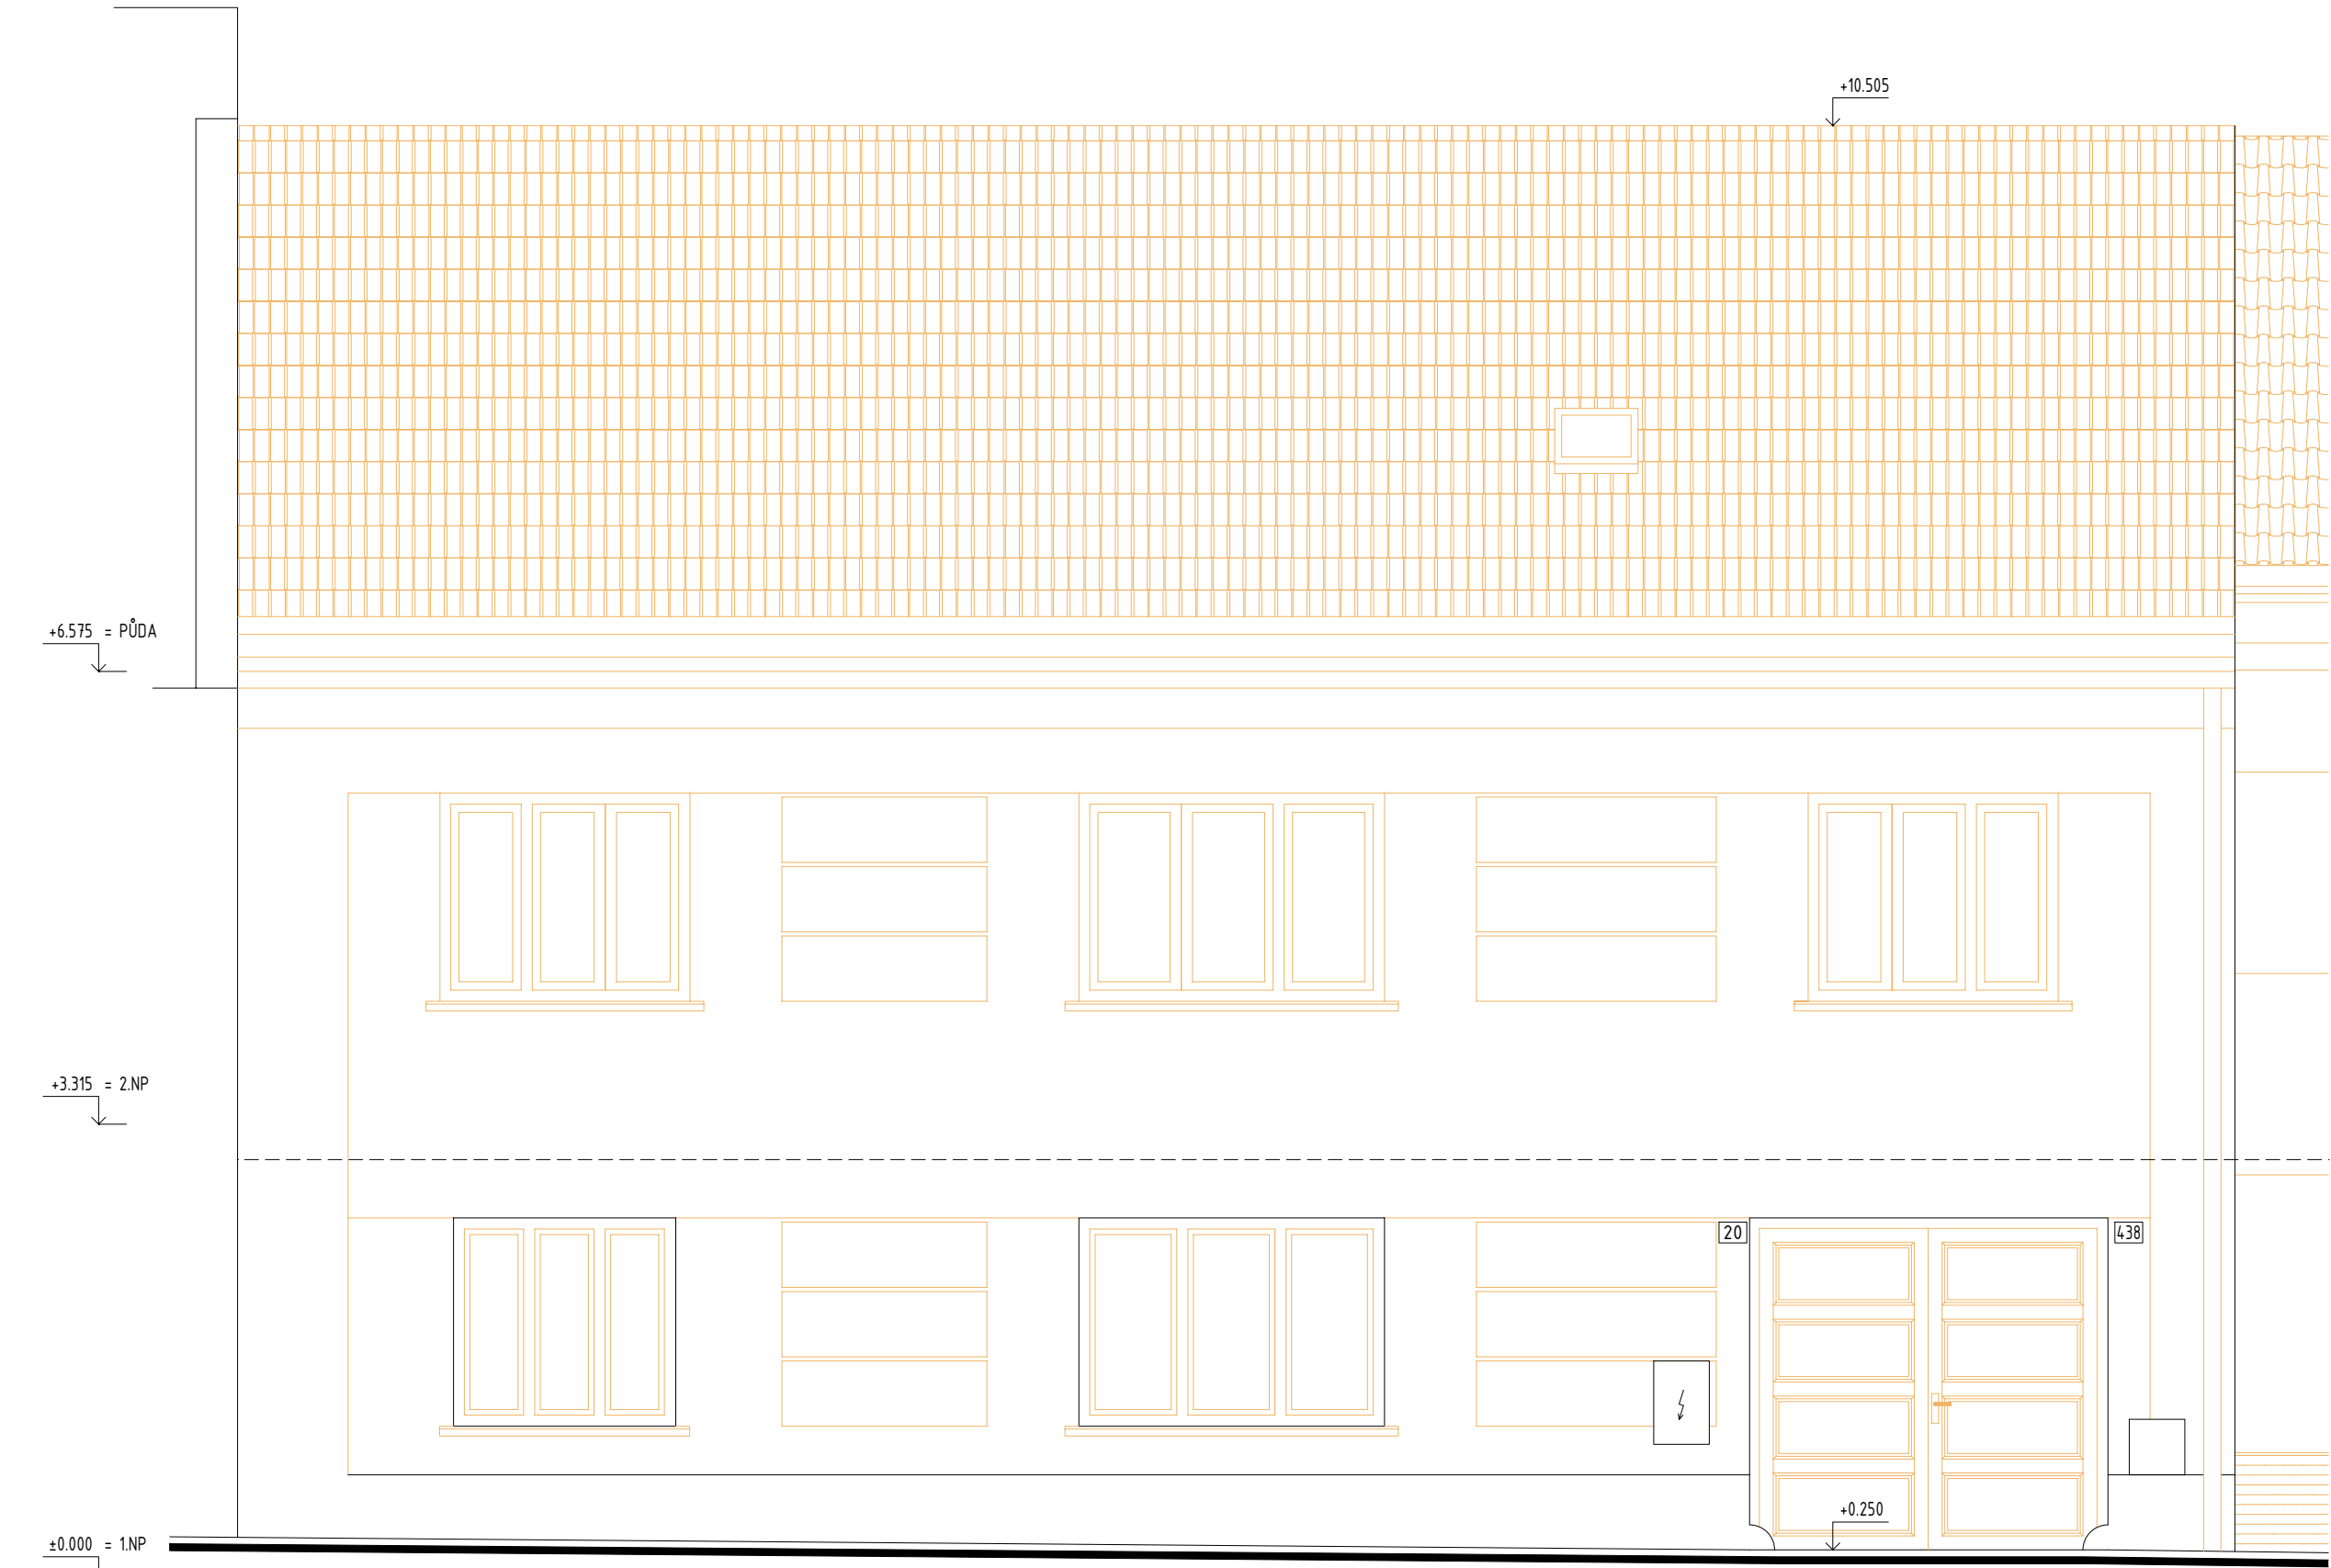 +10.505
+6.575 = PŮDA
+3.315 = 2.NP
20
438
+0.250
±0.000 = 1.NP